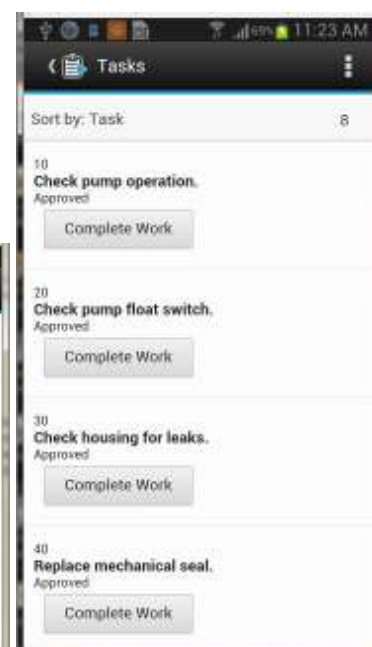 69% 11:23 AM
Tasks
Sort by: Task 8
10
Check pump operation.
Approved
Complete Work
20
Check pump float switch.
Approved
Complete Work
30
Check housing for leaks.
Approved
Complete Work
40
Replace mechanical seal.
Approved
Complete Work